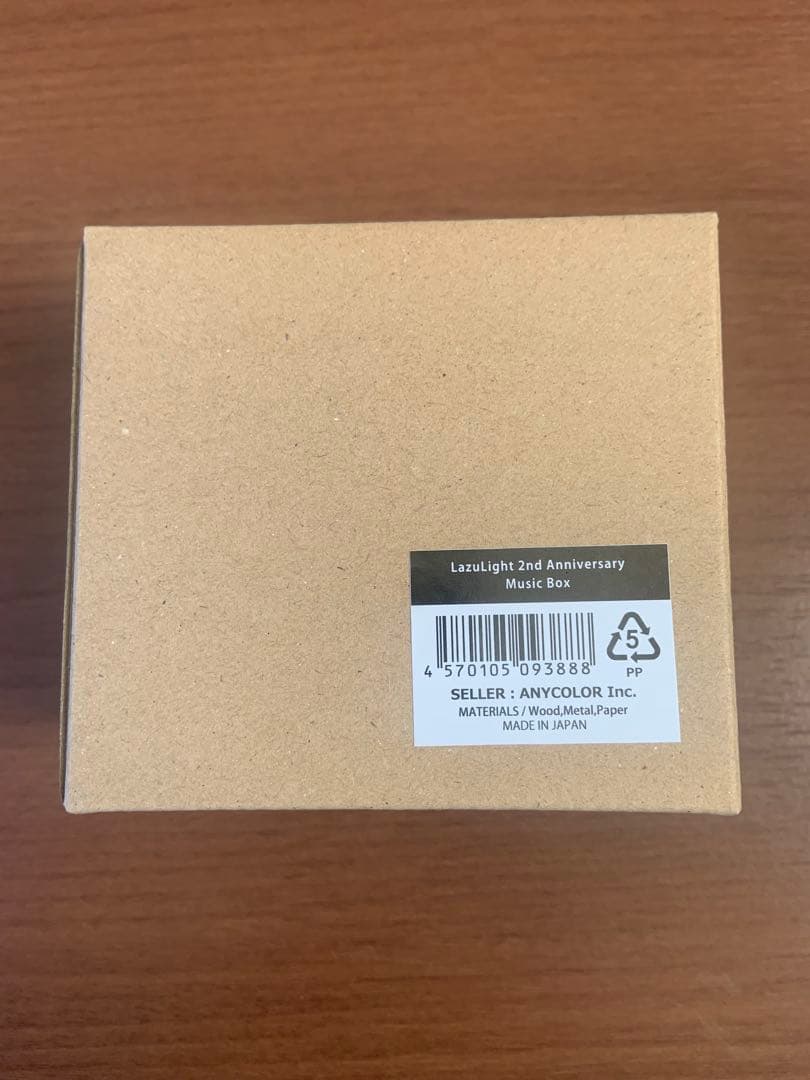 LazuLight 2nd Anniversary
Music Box
4 570105 093888
5
PP
SELLER : ANYCOLOR Inc.
MATERIALS / Wood,Metal,Paper
MADE IN JAPAN